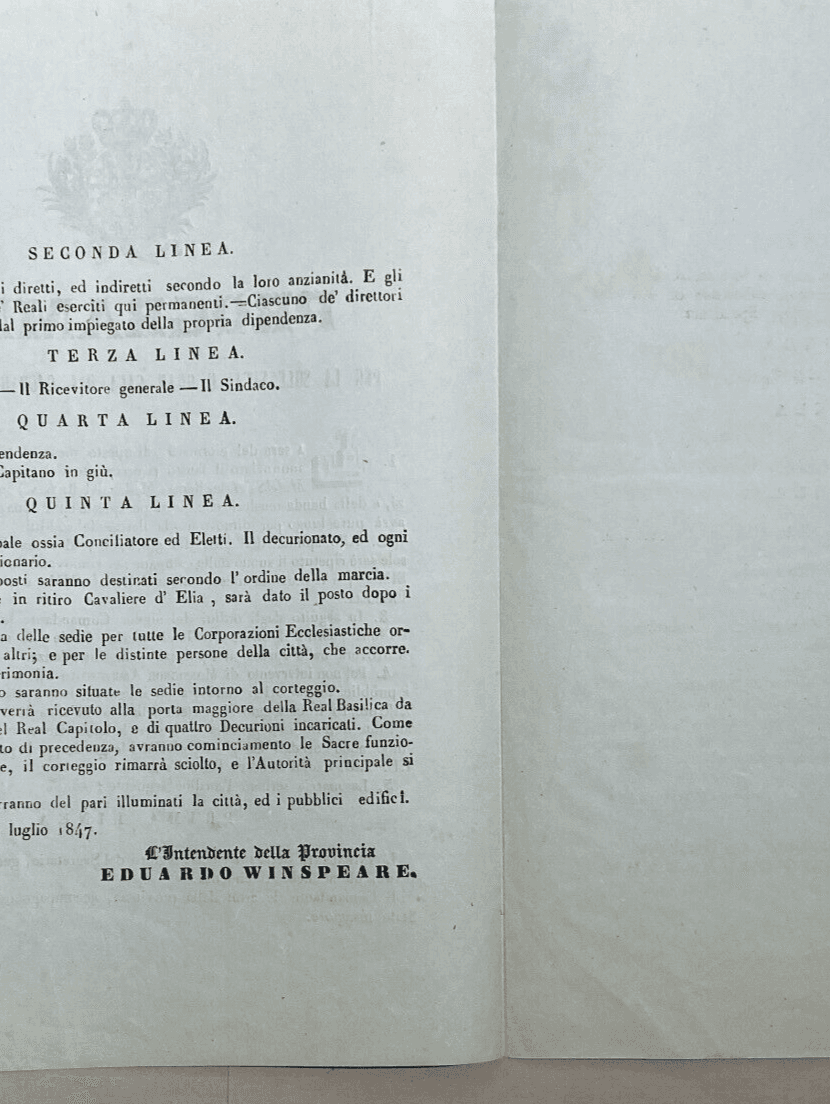 SECONDA LINEA.
i diretti, ed indiretti secondo la loro anzianità. E gli
' Reali eserciti qui permanenti.—Ciascuno de' direttori
dal primo impiegato della propria dipendenza.
TERZA LINEA.
— Il Ricevitore generale — Il Sindaco.
QUARTA LINEA.
endenza.
Capitano in giù.
QUINTA LINEA.
pale ossia Conciliatore ed Eletti. Il decurionato, ed ogni
ionario.
posti saranno destinati secondo l' ordine della marcia.
in ritiro Cavaliere d' Elia , sarà dato il posto dopo i
.
a delle sedie per tutte le Corporazioni Ecclesiastiche or-
altri; e per le distinte persone della città, che accorre.
rimonia.
o saranno situate le sedie intorno al corteggio.
verrà ricevuto alla porta maggiore della Real Basilica da
el Real Capitolo, e di quattro Decurioni incaricati. Come
to di precedenza, avranno cominciamento le Sacre funzio-
e, il corteggio rimarrà sciolto, e l'Autorità principale si
rranno del pari illuminati la città, ed i pubblici edifici.
luglio 1847.
L'Intendente della Provincia
EDUARDO WINSPEARE.